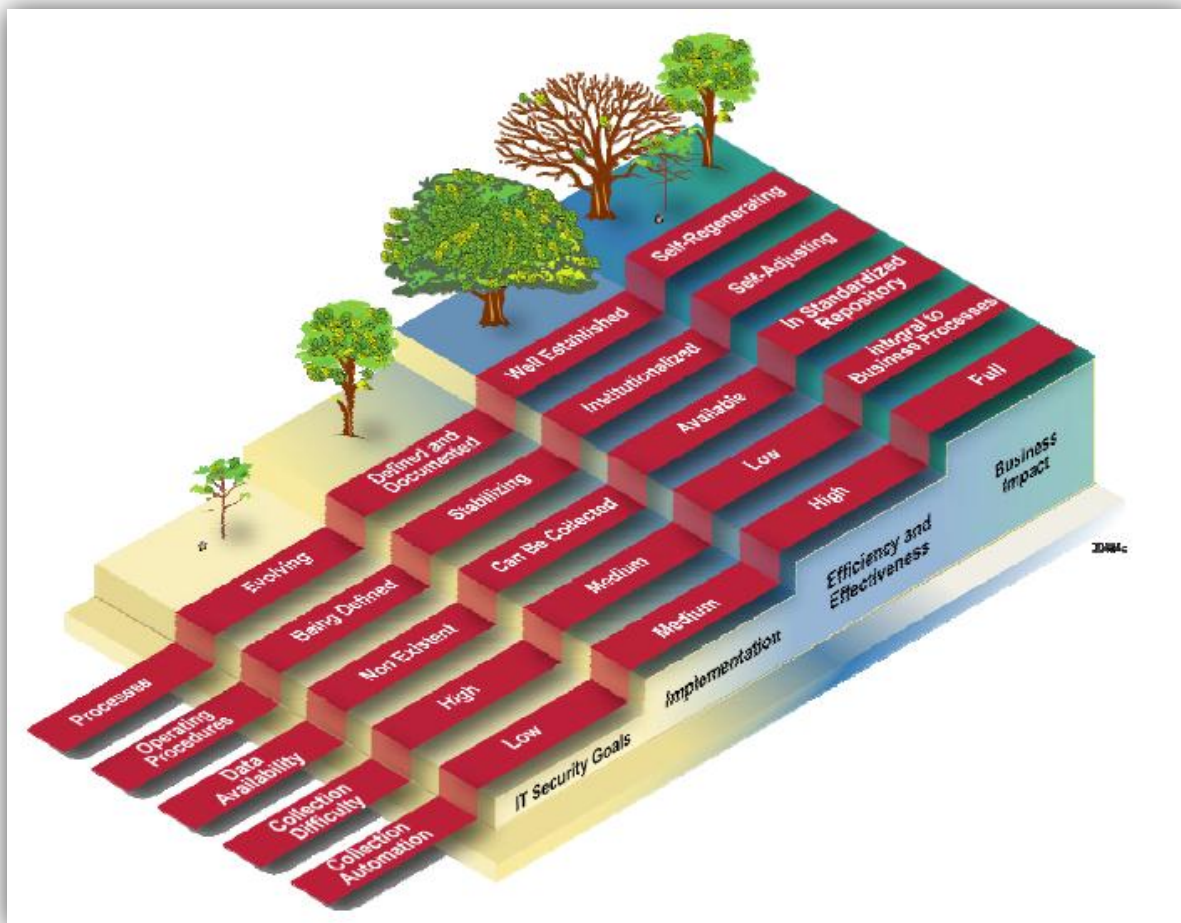 Self-Regenerating
Self-Adjusting
In Standardized
Repository
Integral to
Business Processes
Full
Well Established
Institutionalized
Available
Low
High
Defined and
Documented
Stabilizing
Can Be Collected
Medium
Medium
Evolving
Being Defined
Non Existent
High
Low
Processes
Operating
Procedures
Data
Availability
Collection
Difficulty
Collection
Automation
IT Security Goals
Implementation
Efficiency and
Effectiveness
Business
Impact